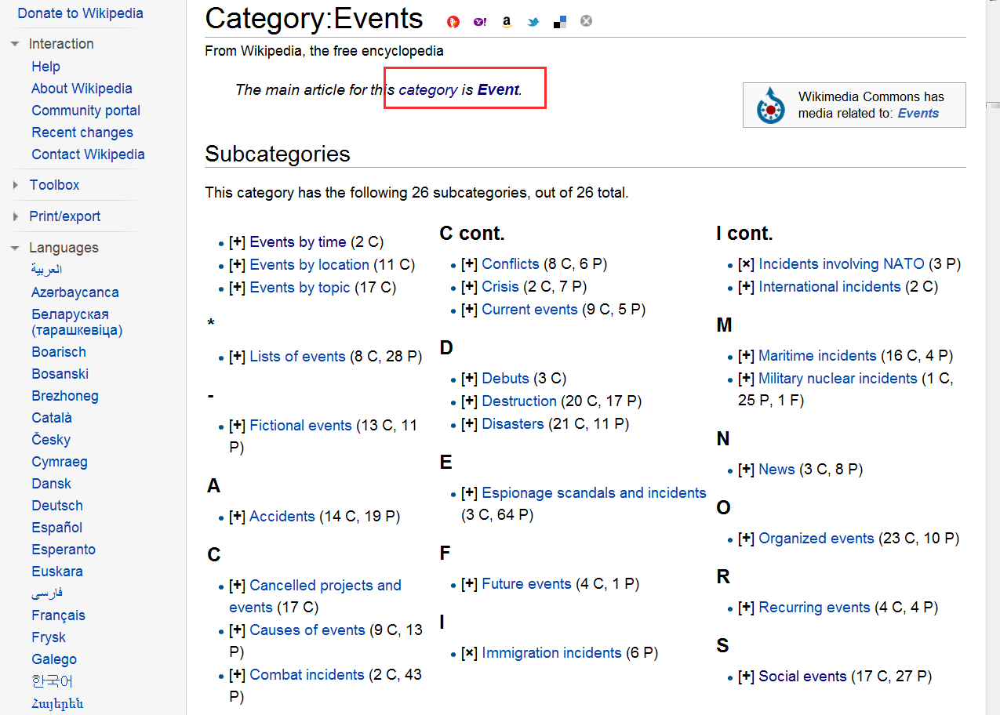 Donate to Wikipedia
Interaction
Help
About Wikipedia
Community portal
Recent changes
Contact Wikipedia
Toolbox
Print/export
Languages
العربية
Azərbaycanca
Беларуская
(тарашкевіца)
Boarisch
Bosanski
Brezhoneg
Català
Česky
Cymraeg
Dansk
Deutsch
Español
Esperanto
Euskara
فارسی
Français
Frysk
Galego
한국어
Հայերեն
Category:Events
From Wikipedia, the free encyclopedia
The main article for this category is Event.
Wikimedia Commons has
media related to: Events
Subcategories
This category has the following 26 subcategories, out of 26 total.
[+] Events by time (2 C)
[+] Events by location (11 C)
[+] Events by topic (17 C)
*
[+] Lists of events (8 C, 28 P)
-
[+] Fictional events (13 C, 11
P)
A
[+] Accidents (14 C, 19 P)
C
[+] Cancelled projects and
events (17 C)
[+] Causes of events (9 C, 13
P)
[+] Combat incidents (2 C, 43
P)
C cont.
[+] Conflicts (8 C, 6 P)
[+] Crisis (2 C, 7 P)
[+] Current events (9 C, 5 P)
D
[+] Debuts (3 C)
[+] Destruction (20 C, 17 P)
[+] Disasters (21 C, 11 P)
E
[+] Espionage scandals and incidents
(3 C, 64 P)
F
[+] Future events (4 C, 1 P)
I
[×] Immigration incidents (6 P)
I cont.
[×] Incidents involving NATO (3 P)
[+] International incidents (2 C)
M
[+] Maritime incidents (16 C, 4 P)
[+] Military nuclear incidents (1 C,
25 P, 1 F)
N
[+] News (3 C, 8 P)
O
[+] Organized events (23 C, 10 P)
R
[+] Recurring events (4 C, 4 P)
S
[+] Social events (17 C, 27 P)